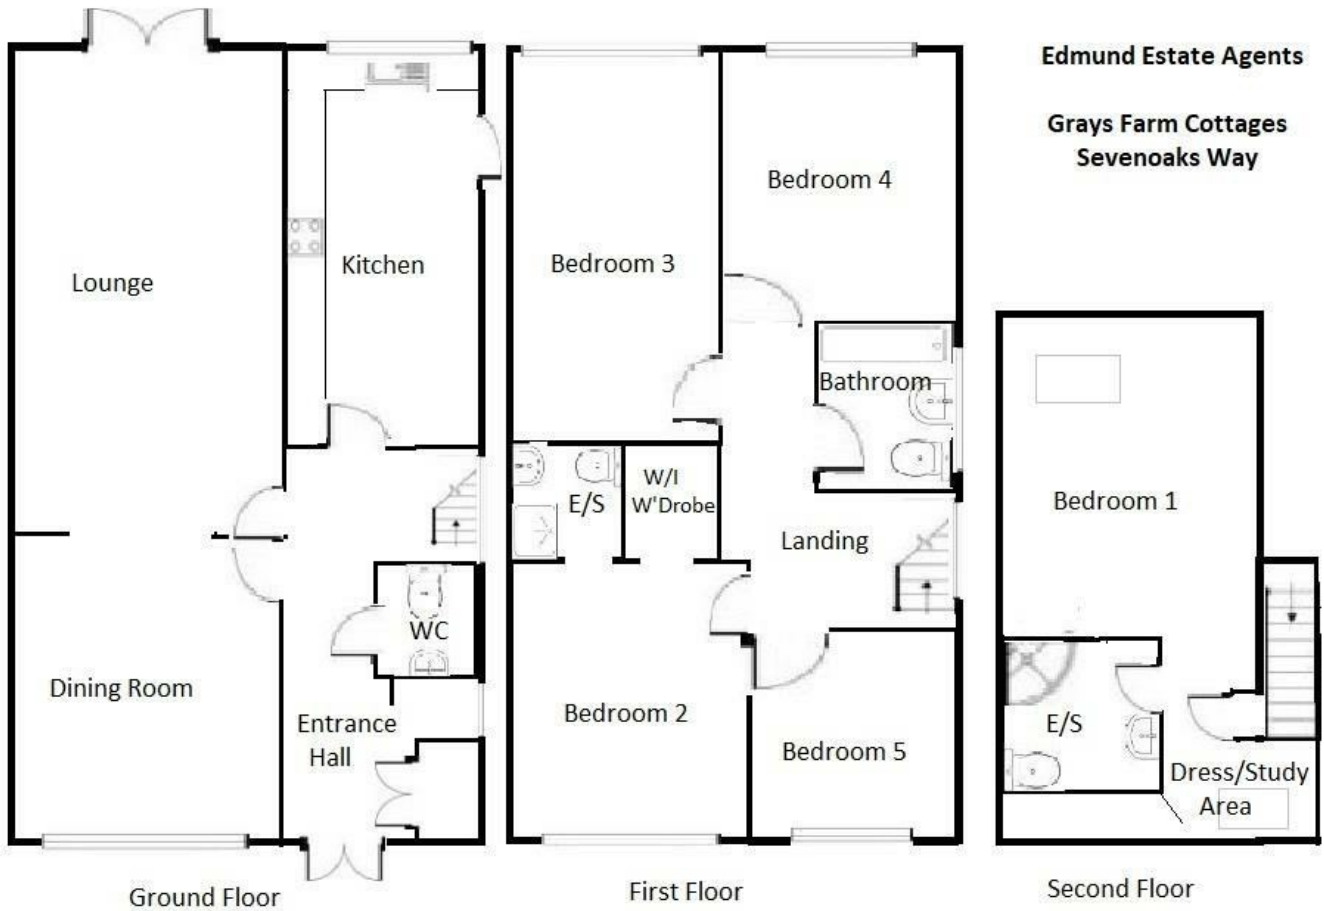 Edmund Estate Agents
Grays Farm Cottages
Sevenoaks Way
Lounge
Kitchen
WC
Dining Room
Entrance
Hall
Ground Floor
Bedroom 4
Bedroom 3
Bathroom
E/S
W/I
W'Drobe
Landing
Bedroom 2
Bedroom 5
First Floor
Bedroom 1
E/S
Dress/Study
Area
Second Floor